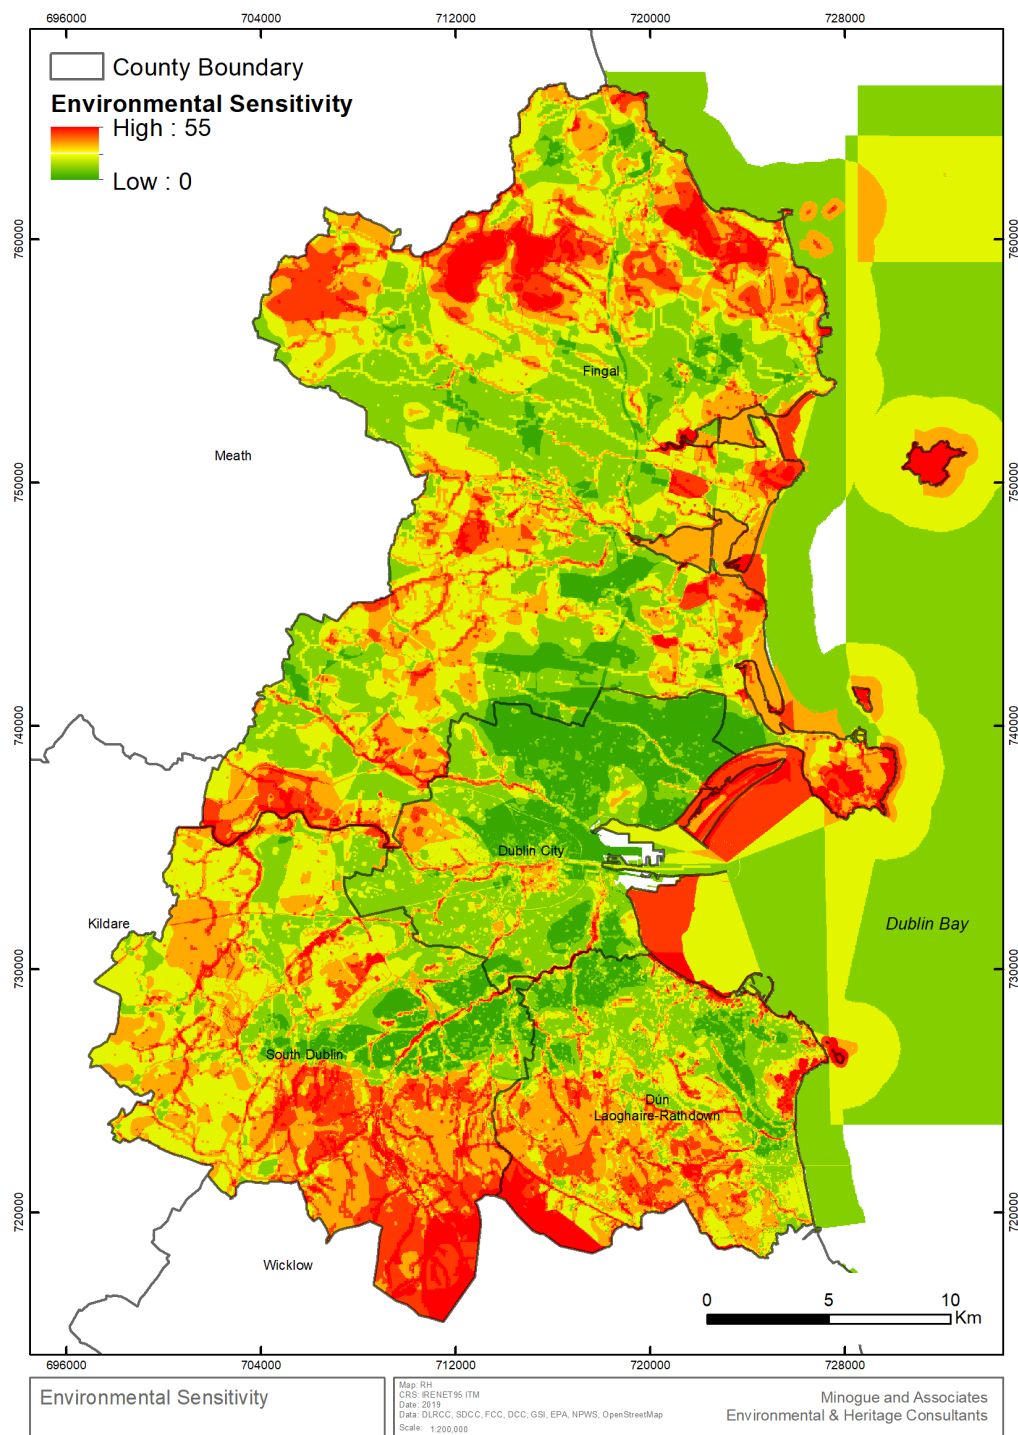 696000 704000 712000 720000 728000
County Boundary
Environmental Sensitivity
High : 55
Low : 0
760000 760000
Fingal
Meath
750000 750000
740000 740000
Dublin City
Kildare
Dublin Bay
730000 730000
South Dublin
Dún
Laoghaire-Rathdown
720000 720000
Wicklow
0 5 10
Km
696000 704000 712000 720000 728000
Environmental Sensitivity
Map: RH
CRS: IRENET95 ITM
Date: 2019
Data: DLRCC, SDCC, FCC, DCC; GSI, EPA, NPWS, OpenStreetMap
Scale: 1:200,000
Minogue and Associates
Environmental & Heritage Consultants